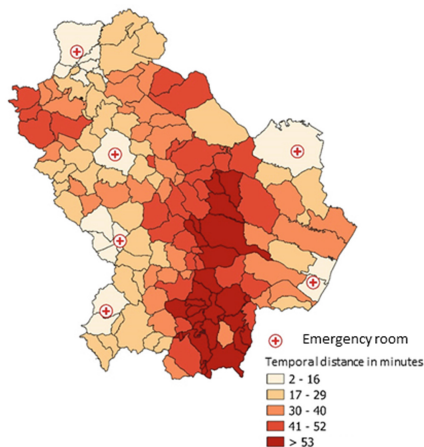 Emergency room
Temporal distance in minutes
2 - 16
17 - 29
30 - 40
41 - 52
> 53